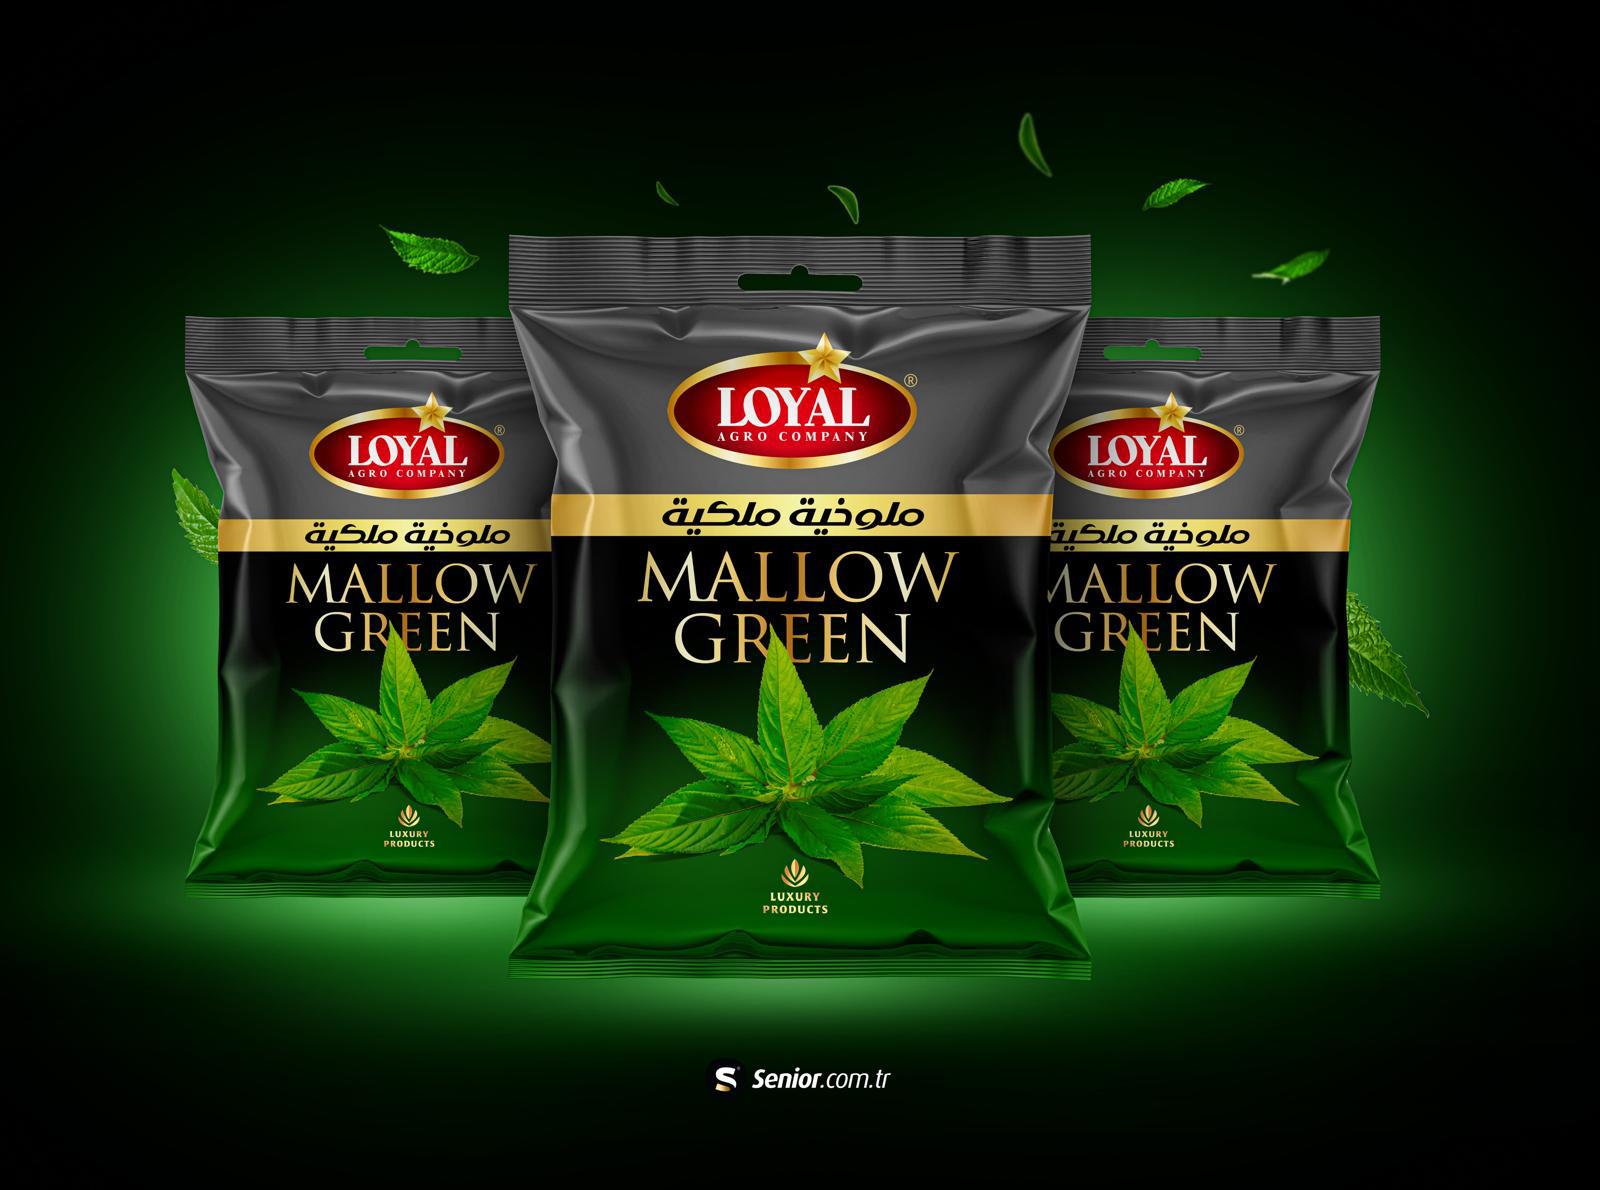 LOYAL
AGRO COMPANY
®
ملوخية ملكية
MALLOW
GREEN
LUXURY
PRODUCTS
LOYAL
AGRO COMPANY
®
ملوخية ملكية
MALLOW
GREEN
LUXURY
PRODUCTS
LOYAL
AGRO COMPANY
®
ملوخية ملكية
MALLOW
GREEN
LUXURY
PRODUCTS
S Senior.com.tr